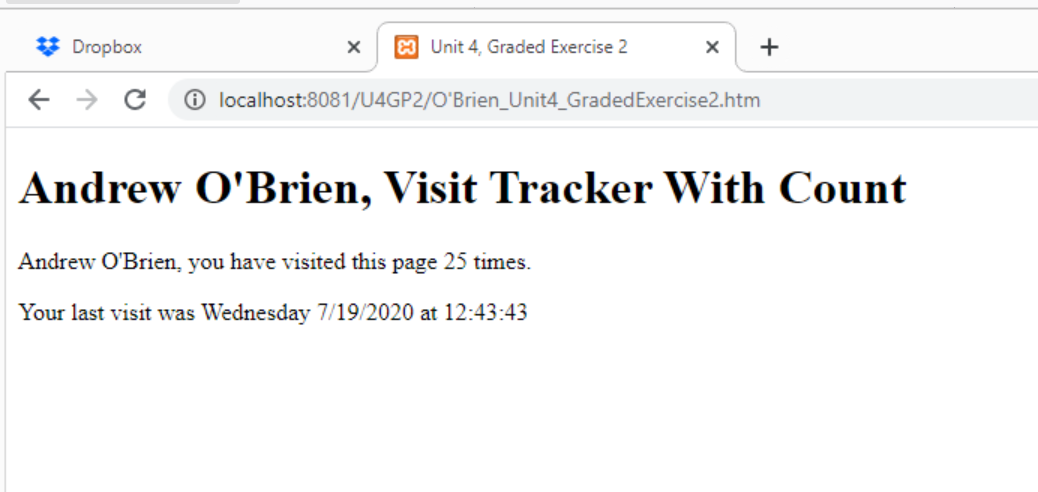 Dropbox
Unit 4, Graded Exercise 2
localhost:8081/U4GP2/O'Brien_Unit4_GradedExercise2.htm
Andrew O'Brien, Visit Tracker With Count
Andrew O'Brien, you have visited this page 25 times.
Your last visit was Wednesday 7/19/2020 at 12:43:43